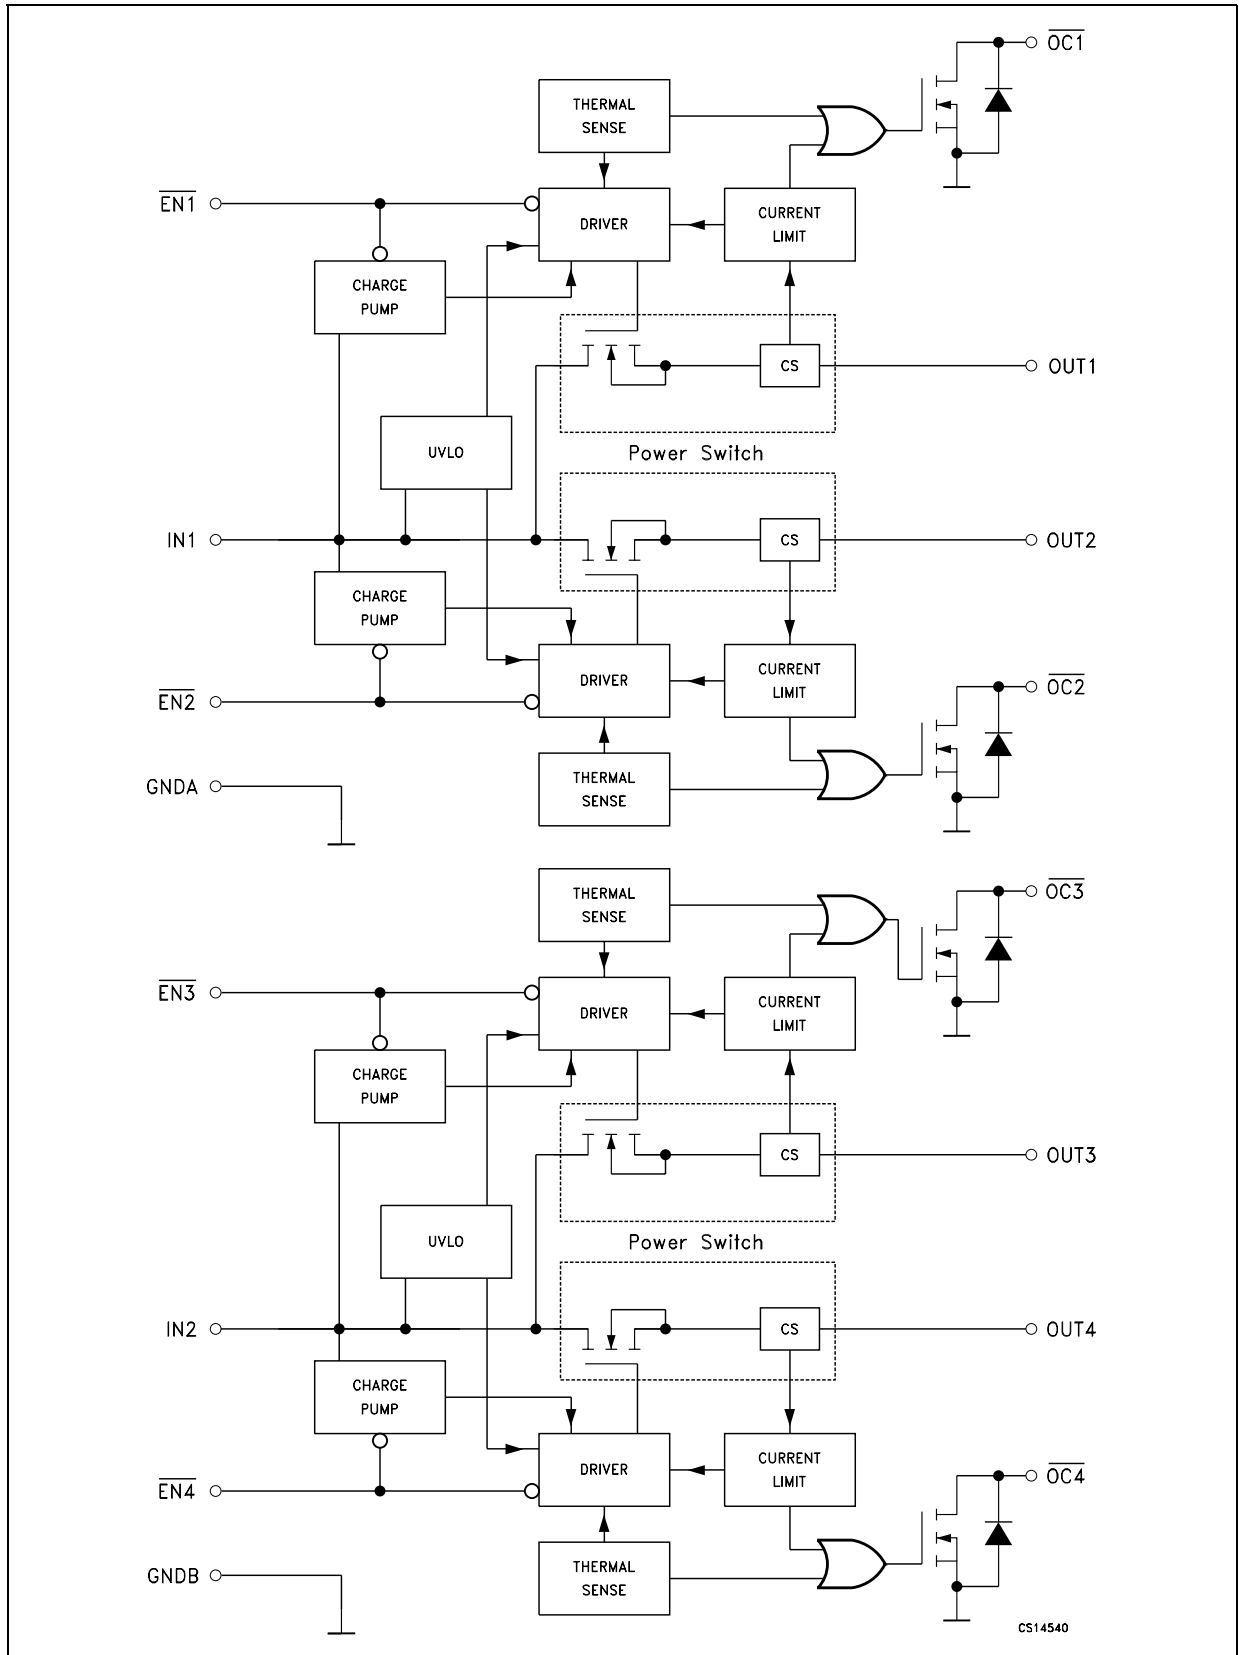 OC1
THERMAL
SENSE
EN1
DRIVER
CURRENT
LIMIT
CHARGE
PUMP
CS
OUT1
UVLO
Power Switch
IN1
CS
OUT2
CHARGE
PUMP
DRIVER
CURRENT
LIMIT
EN2
OC2
GNDA
THERMAL
SENSE
THERMAL
SENSE
OC3
EN3
DRIVER
CURRENT
LIMIT
CHARGE
PUMP
CS
OUT3
UVLO
Power Switch
IN2
CS
OUT4
CHARGE
PUMP
DRIVER
CURRENT
LIMIT
EN4
OC4
GNDB
THERMAL
SENSE
CS14540